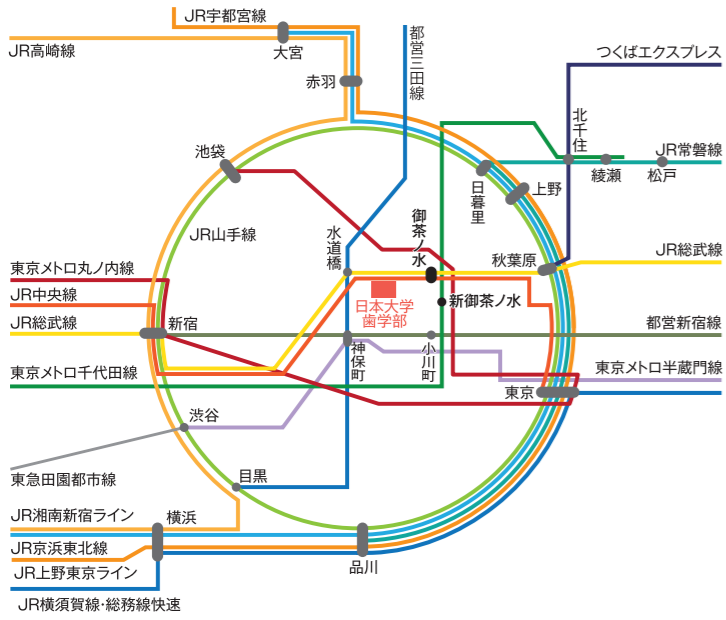 JR宇都宮線
JR高崎線
大宮
都営三田線
つくばエクスプレス
赤羽
北千住
池袋
JR常磐線
綾瀬
松戸
日暮里
上野
JR山手線
水道橋
御茶ノ水
秋葉原
JR総武線
東京メトロ丸ノ内線
JR中央線
日本大学
歯学部
新御茶ノ水
JR総武線
新宿
都営新宿線
神保町
小川町
東京メトロ千代田線
東京メトロ半蔵門線
東京
渋谷
東急田園都市線
目黒
JR湘南新宿ライン
横浜
JR京浜東北線
品川
JR上野東京ライン
JR横須賀線・総務線快速